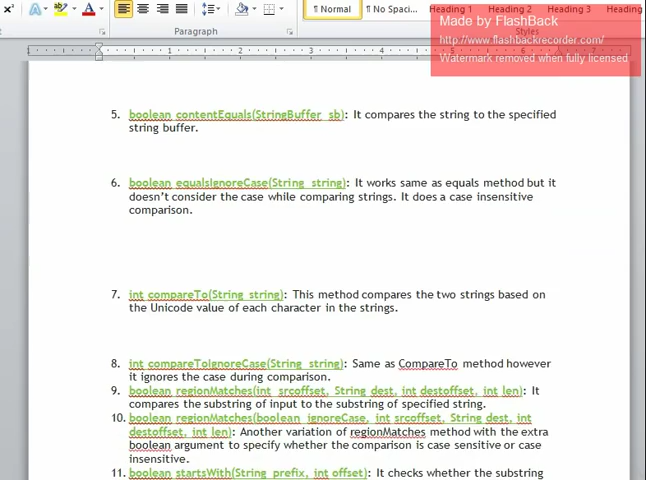 Normal
No Spaci...
Heading 1
Heading 2
Heading 3
Heading
Paragraph
Styles
Made by FlashBack
http://www.flashbackrecorder.com/
Watermark removed when fully licensed
1 2 3 4 5 6 7
5. boolean contentEquals(StringBuffer sb): It compares the string to the specified
string buffer.
6. boolean equalsIgnoreCase(String string): It works same as equals method but it
doesn't consider the case while comparing strings. It does a case insensitive
comparison.
7. int compareTo(String string): This method compares the two strings based on
the Unicode value of each character in the strings.
8. int compareToIgnoreCase(String string): Same as CompareTo method however
it ignores the case during comparison.
9. boolean regionMatches(int srcoffset, String dest, int destoffset, int len): It
compares the substring of input to the substring of specified string.
10. boolean regionMatches(boolean ignoreCase, int srcoffset, String dest, int
destoffset, int len): Another variation of regionMatches method with the extra
boolean argument to specify whether the comparison is case sensitive or case
insensitive.
11. boolean startsWith(String prefix, int offset): It checks whether the substring